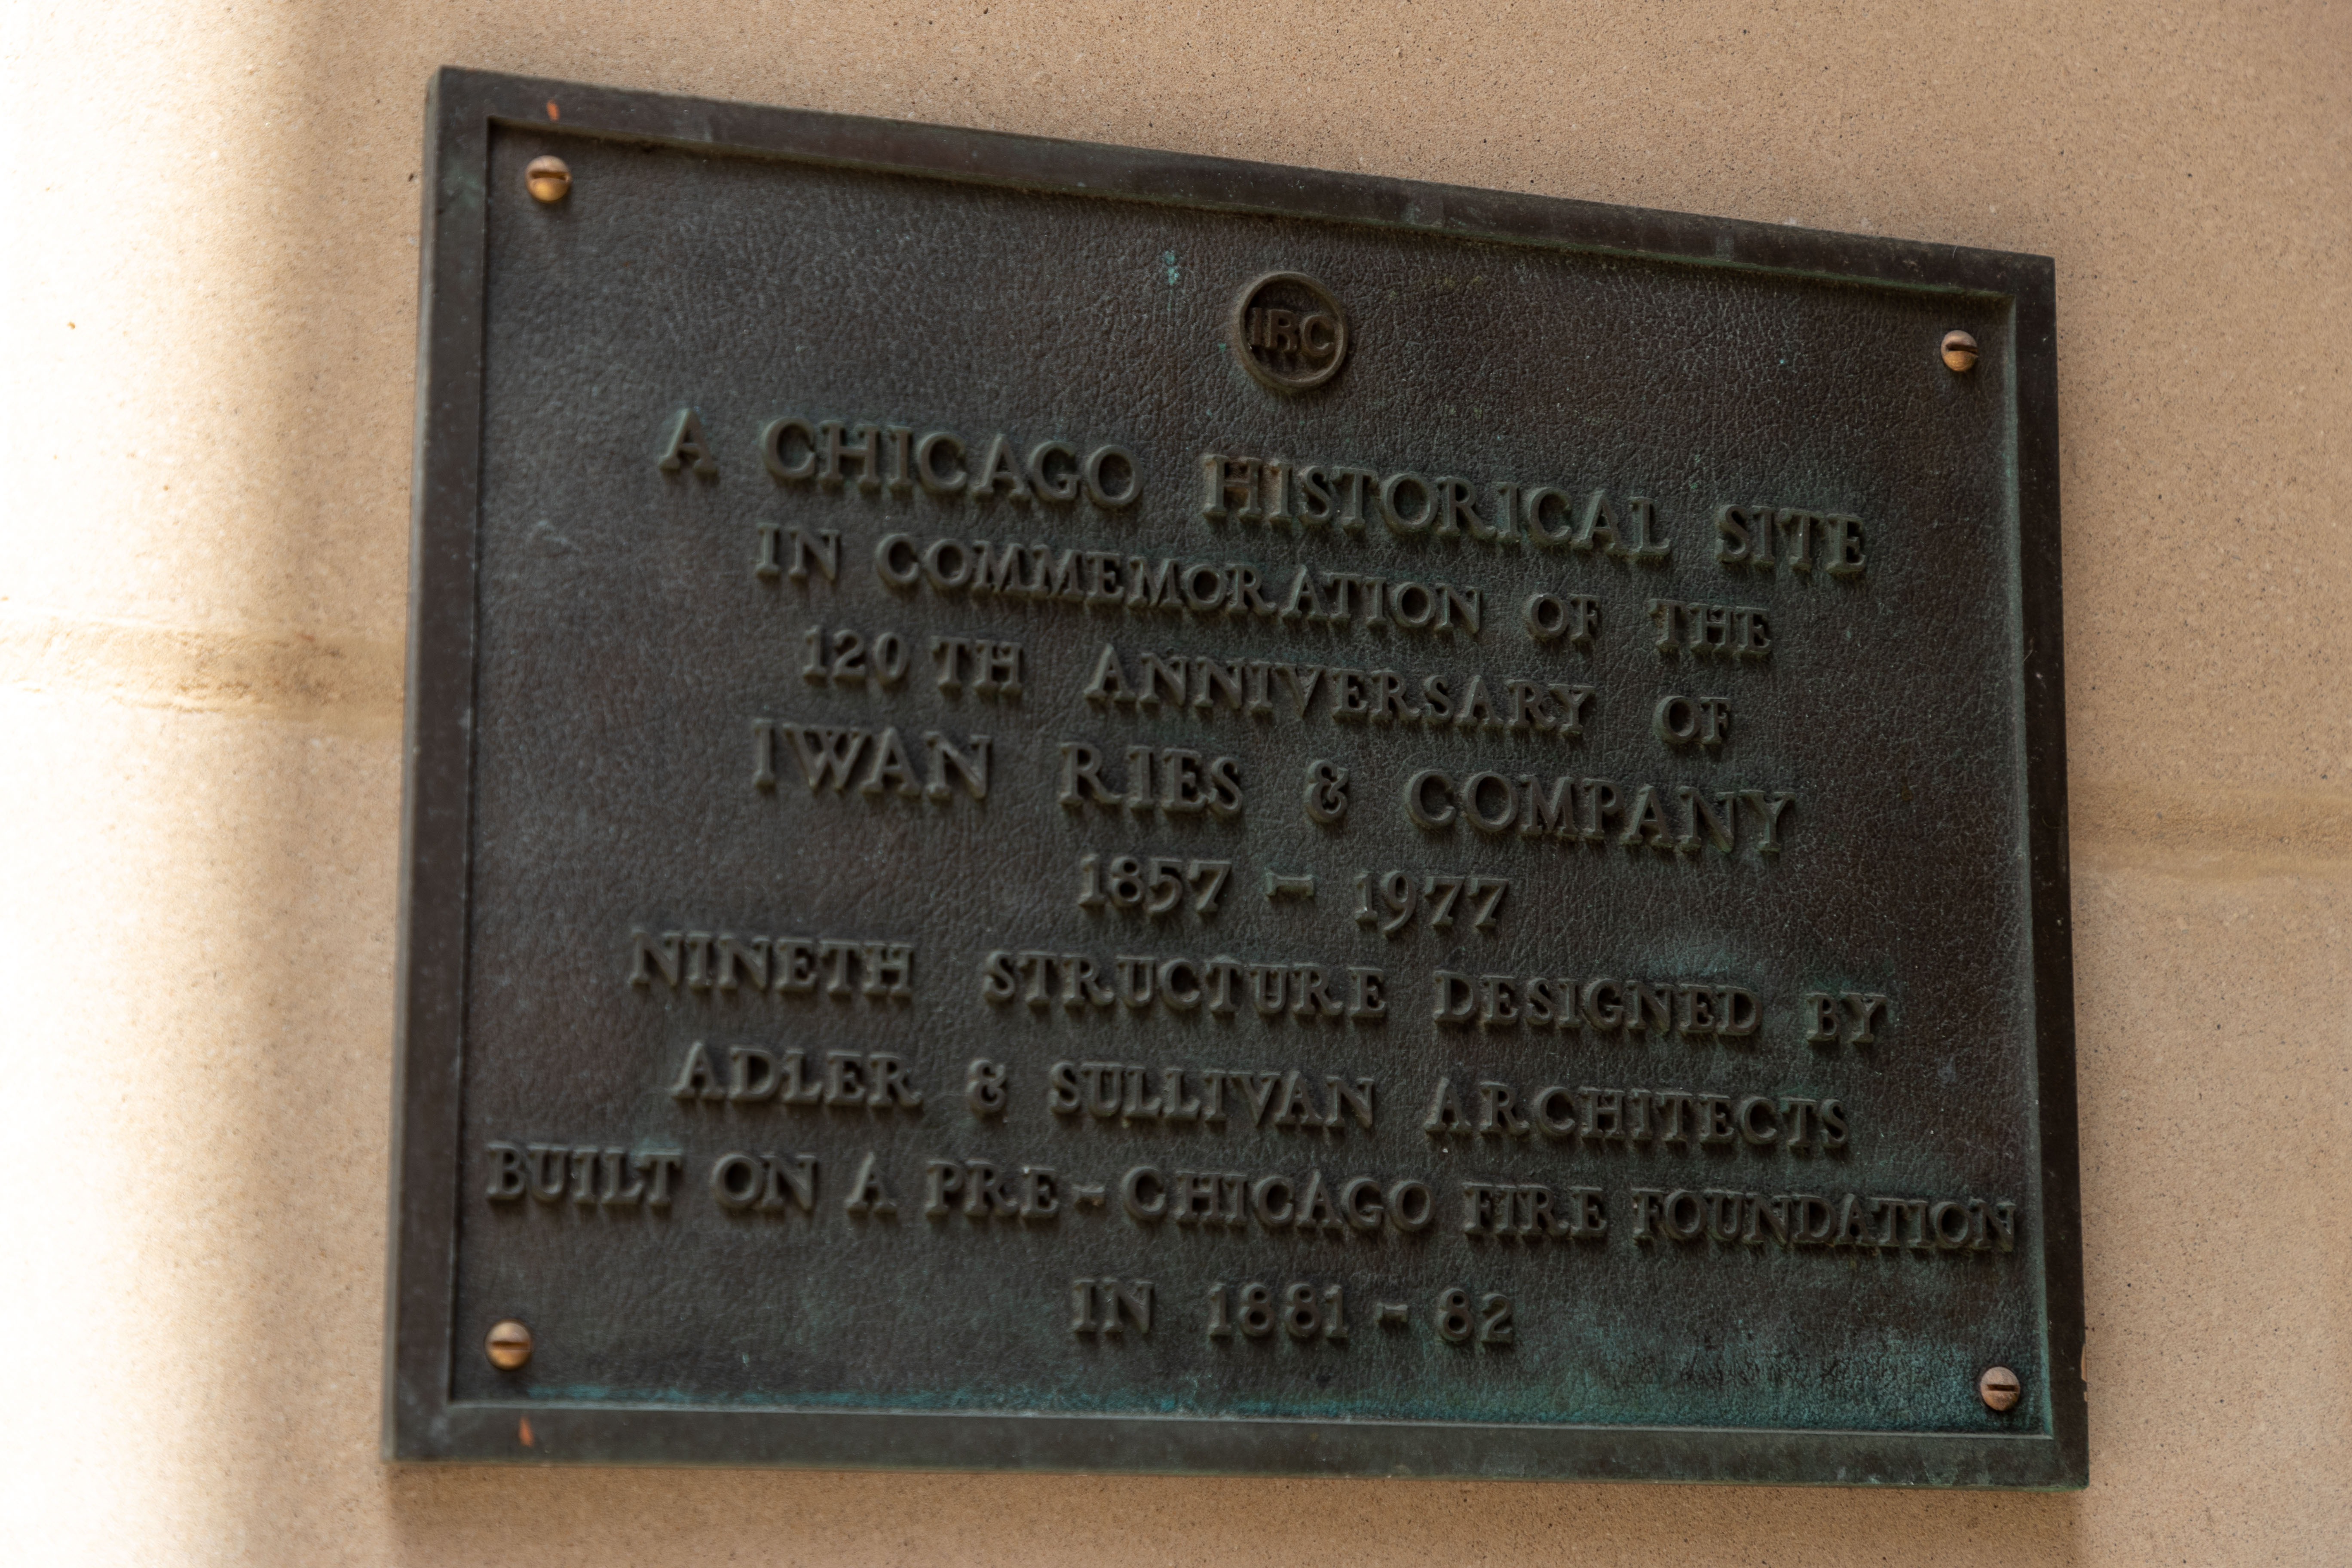 IRC
A CHICAGO HISTORICAL SITE
IN COMMEMORATION OF THE
120 TH ANNIVERSARY OF
IWAN RIES & COMPANY
1857 - 1977
NINETH STRUCTURE DESIGNED BY
ADLER & SULLIVAN ARCHITECTS
BUILT ON A PRE-CHICAGO FIRE FOUNDATION
IN 1881-82